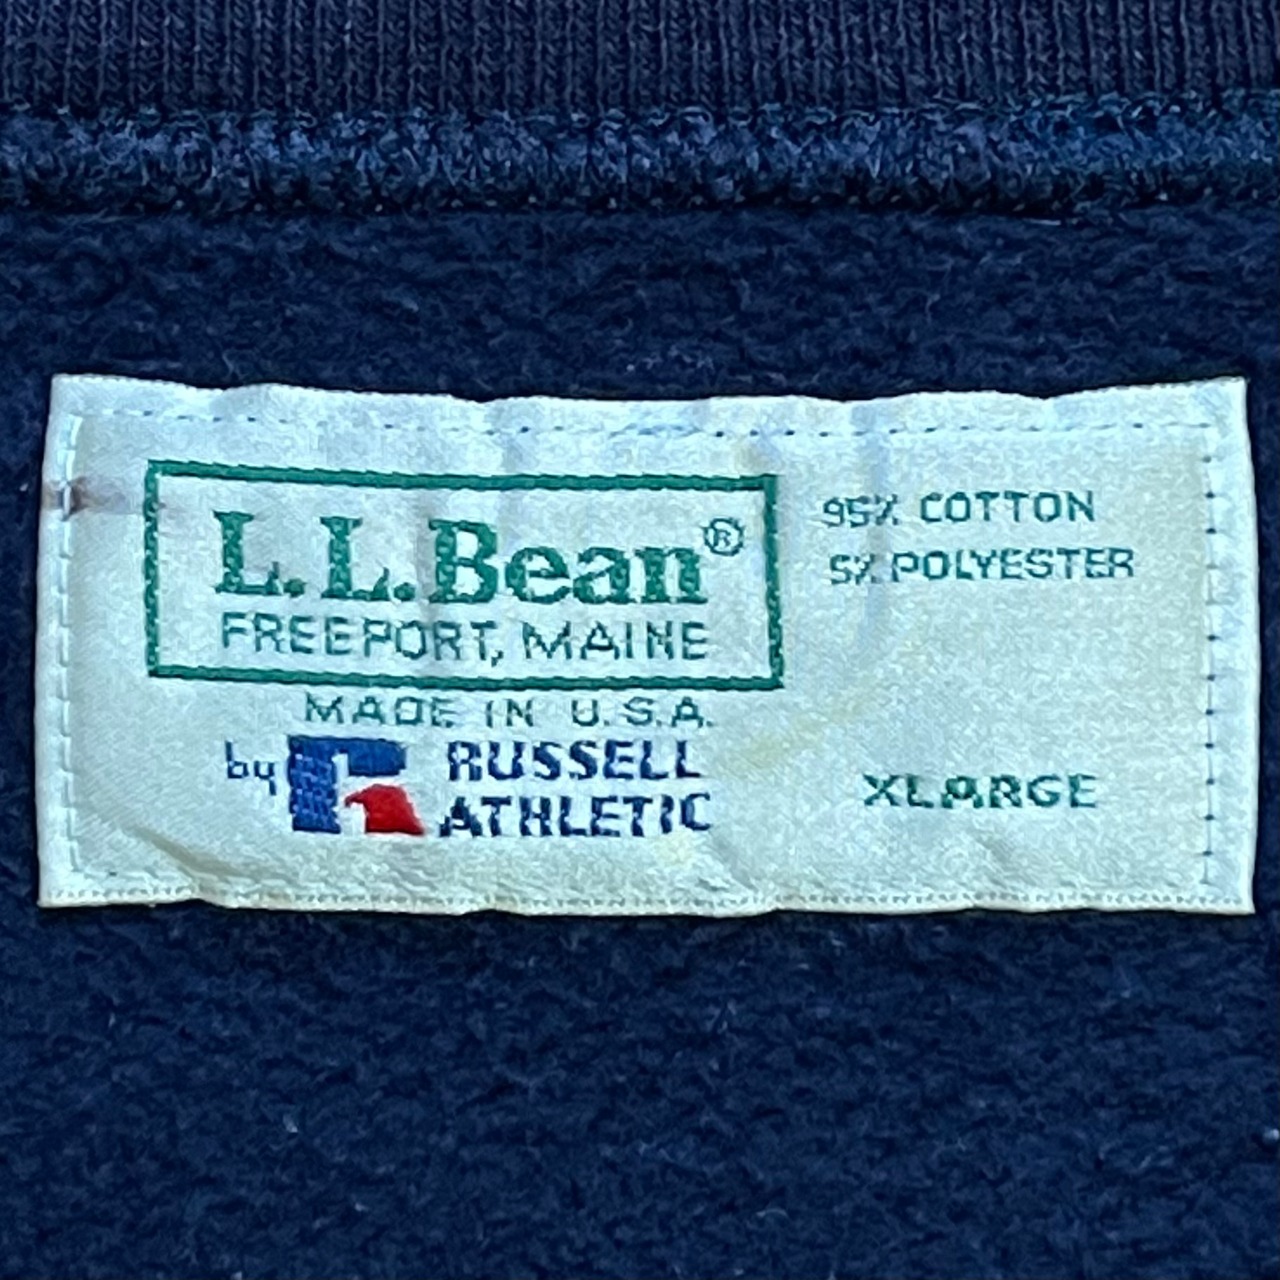 L.L.Bean®
FREEPORT, MAINE
MADE IN U.S.A.
by RUSSELL
ATHLETIC
95% COTTON
5% POLYESTER
XLARGE